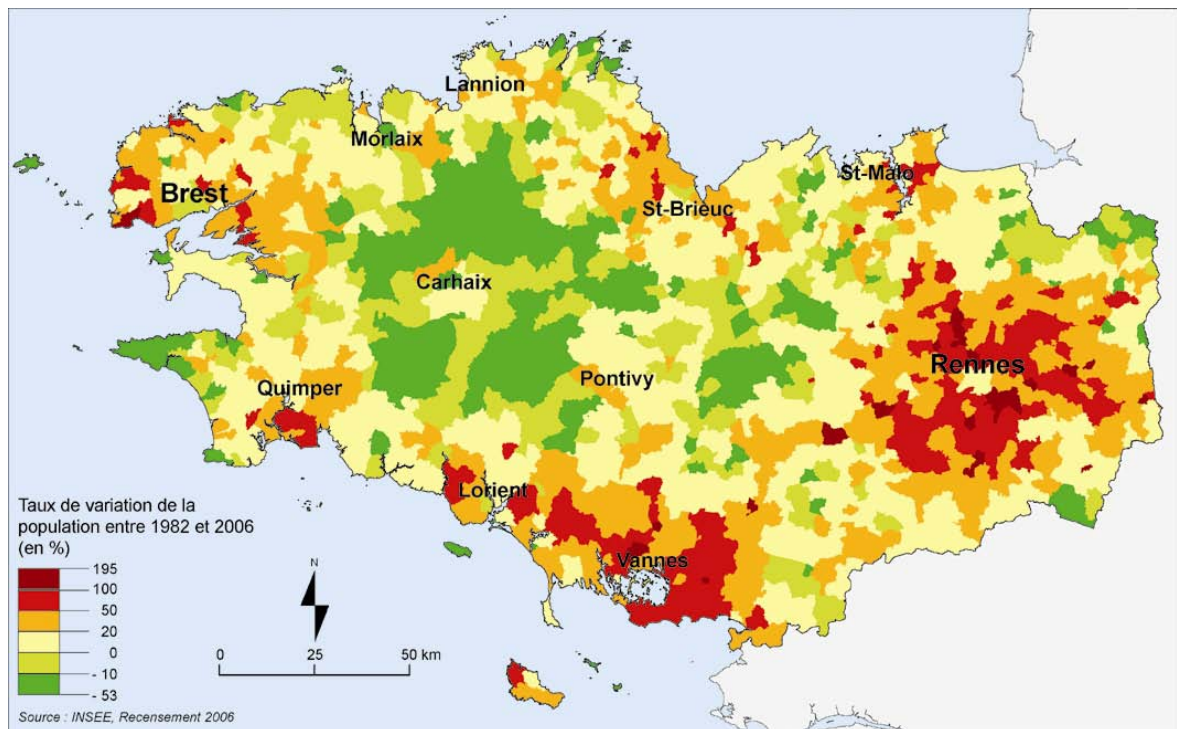 Lannion
Morlaix
Brest
St-Malo
St-Brieuc
Carhaix
Rennes
Pontivy
Quimper
Lorient
Vannes
Taux de variation de la
population entre 1982 et 2006
(en %)
195
100
50
20
0
- 10
- 53
N
0 25 50 km
Source : INSEE, Recensement 2006